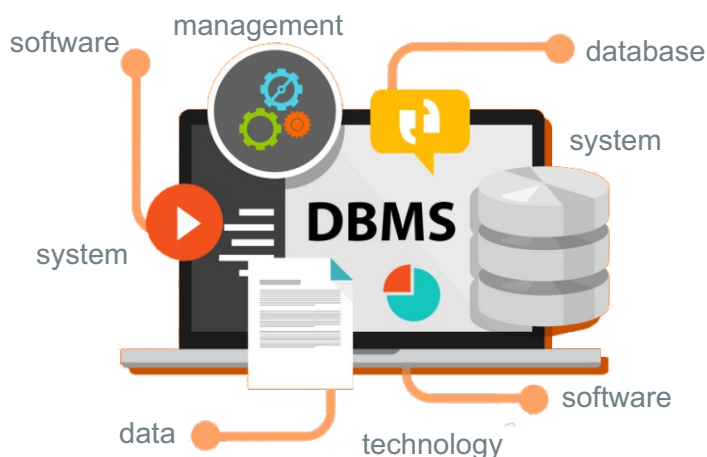 management
software
database
system
DBMS
system
software
data
technology